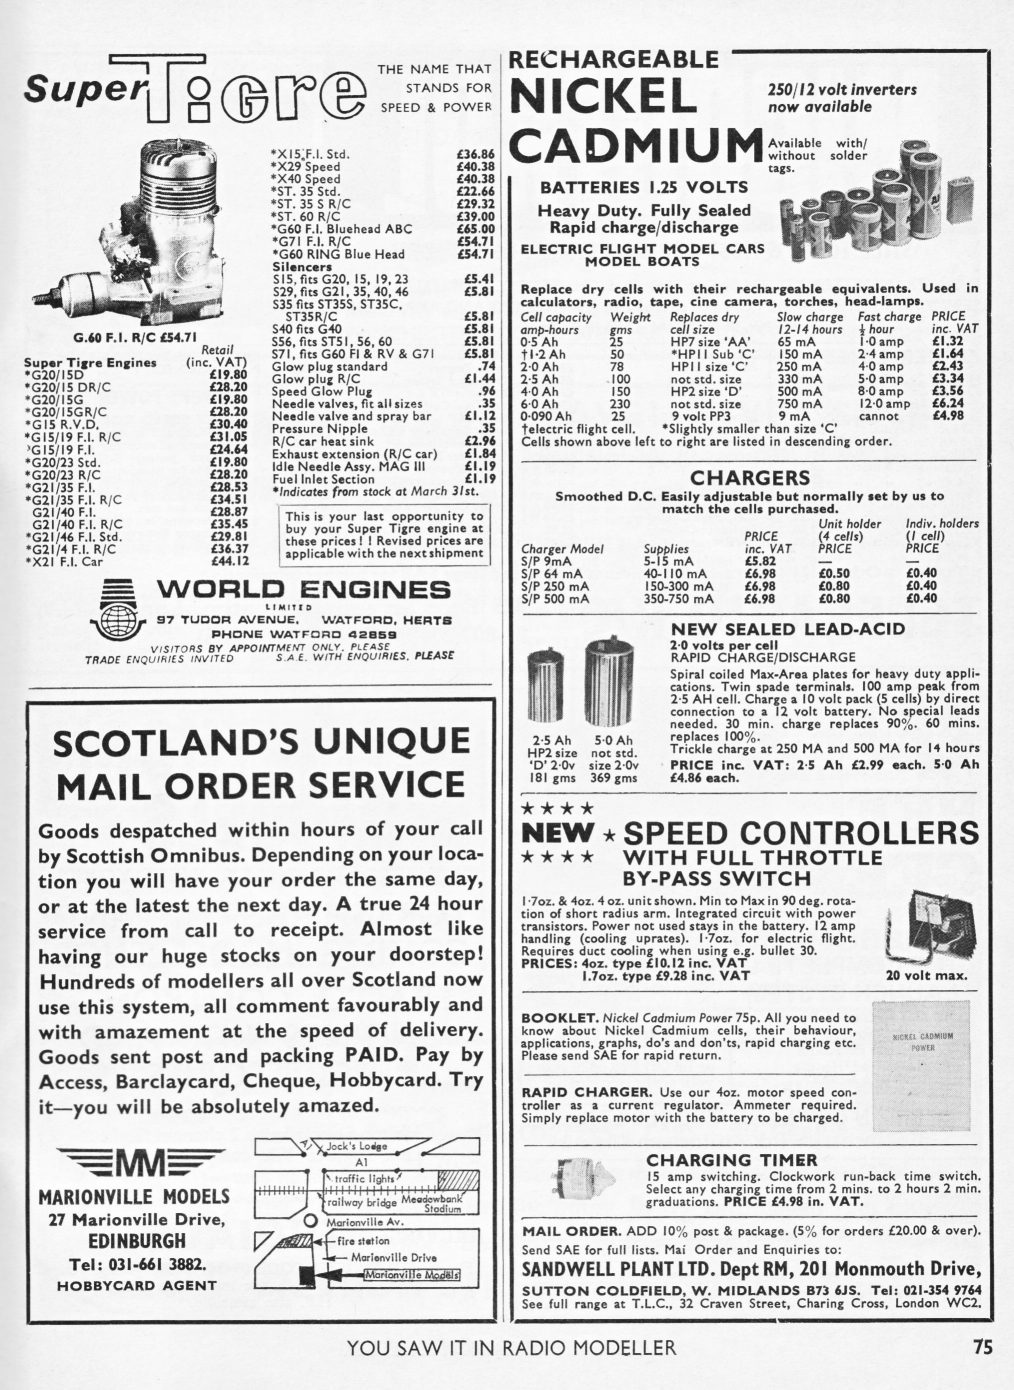 Super Tigre
THE NAME THAT
STANDS FOR
SPEED & POWER
G.60 F.I. R/C £54.71
Retail
Super Tigre Engines (inc. VAT)
*G20/15D £19.80
*G20/15 DR/C £28.20
*G20/15G £19.80
*G20/15GR/C £28.20
*G15 R.V.D. £30.40
*G15/19 F.I. R/C £31.05
*G15/19 F.I. £24.64
*G20/23 Std. £19.80
*G20/23 R/C £28.20
*G21/35 F.I. £28.53
*G21/35 F.I. R/C £34.51
G21/40 F.I. £28.87
G21/40 F.I. R/C £35.45
*G21/46 F.I. Std. £29.81
*G21/4 F.I. R/C £36.37
*X21 F.I. Car £44.12
*X15 F.I. Std. £36.86
*X29 Speed £40.38
*X40 Speed £40.38
*ST. 35 Std. £22.66
*ST. 35 S R/C £29.32
*ST. 60 R/C £39.00
*G60 F.I. Bluehead ABC £65.00
*G71 F.I. R/C £54.71
*G60 RING Blue Head £54.71
Silencers
S15, fits G20, 15, 19, 23 £5.41
S29, fits G21, 35, 40, 46 £5.81
S35 fits ST35S, ST35C,
ST35R/C £5.81
S40 fits G40 £5.81
S56, fits ST51, 56, 60 £5.81
S71, fits G60 FI & RV & G71 £5.81
Glow plug standard .74
Glow plug R/C £1.44
Speed Glow Plug .96
Needle valves, fit all sizes .35
Needle valve and spray bar £1.12
Pressure Nipple .35
R/C car heat sink £2.96
Exhaust extension (R/C car) £1.84
Idle Needle Assy. MAG III £1.19
Fuel Inlet Section £1.19
*Indicates from stock at March 31st.
This is your last opportunity to
buy your Super Tigre engine at
these prices ! ! Revised prices are
applicable with the next shipment
WORLD ENGINES
LIMITED
97 TUDOR AVENUE, WATFORD, HERTS
PHONE WATFORD 42859
VISITORS BY APPOINTMENT ONLY, PLEASE
TRADE ENQUIRIES INVITED S.A.E. WITH ENQUIRIES, PLEASE
SCOTLAND'S UNIQUE
MAIL ORDER SERVICE
Goods despatched within hours of your call
by Scottish Omnibus. Depending on your loca-
tion you will have your order the same day,
or at the latest the next day. A true 24 hour
service from call to receipt. Almost like
having our huge stocks on your doorstep!
Hundreds of modellers all over Scotland now
use this system, all comment favourably and
with amazement at the speed of delivery.
Goods sent post and packing PAID. Pay by
Access, Barclaycard, Cheque, Hobbycard. Try
it—you will be absolutely amazed.
MM
MARIONVILLE MODELS
27 Marionville Drive,
EDINBURGH
Tel: 031-661 3882.
HOBBYCARD AGENT
Jock's Lodge
A1
traffic lights
railway bridge
Meadowbank
Stadium
Marionville Av.
fire station
Marionville Drive
Marionville Models
RECHARGEABLE
NICKEL
CADMIUM
250/12 volt inverters
now available
Available with/
without solder
tags.
BATTERIES 1.25 VOLTS
Heavy Duty. Fully Sealed
Rapid charge/discharge
ELECTRIC FLIGHT MODEL CARS
MODEL BOATS
Replace dry cells with their rechargeable equivalents. Used in
calculators, radio, tape, cine camera, torches, head-lamps.
Cell capacity Weight Replaces dry Slow charge Fast charge PRICE
amp-hours gms cell size 12-14 hours ½ hour inc. VAT
0·5 Ah 25 HP7 size 'AA' 65 mA 1·0 amp £1.32
†1·2 Ah 50 *HP11 Sub 'C' 150 mA 2·4 amp £1.64
2·0 Ah 78 HP11 size 'C' 250 mA 4·0 amp £2.43
2·5 Ah 100 not std. size 330 mA 5·0 amp £3.34
4·0 Ah 150 HP2 size 'D' 500 mA 8·0 amp £3.56
6·0 Ah 230 not std. size 750 mA 12·0 amp £6.24
0·090 Ah 25 9 volt PP3 9 mA cannot £4.98
†electric flight cell. *Slightly smaller than size 'C'
Cells shown above left to right are listed in descending order.
CHARGERS
Smoothed D.C. Easily adjustable but normally set by us to
match the cells purchased.
Unit holder Indiv. holders
PRICE (4 cells) (1 cell)
Charger Model Supplies inc. VAT PRICE PRICE
S/P 9mA 5-15 mA £5.82 — —
S/P 64 mA 40-110 mA £6.98 £0.50 £0.40
S/P 250 mA 150-300 mA £6.98 £0.80 £0.40
S/P 500 mA 350-750 mA £6.98 £0.80 £0.40
NEW SEALED LEAD-ACID
2·0 volts per cell
RAPID CHARGE/DISCHARGE
Spiral coiled Max-Area plates for heavy duty appli-
cations. Twin spade terminals. 100 amp peak from
2·5 AH cell. Charge a 10 volt pack (5 cells) by direct
connection to a 12 volt battery. No special leads
needed. 30 min. charge replaces 90%. 60 mins.
replaces 100%.
Trickle charge at 250 MA and 500 MA for 14 hours
PRICE inc. VAT: 2·5 Ah £2.99 each. 5·0 Ah
£4.86 each.
2·5 Ah 5·0 Ah
HP2 size not std.
'D' 2·0v size 2·0v
181 gms 369 gms
★★★★
NEW ★ SPEED CONTROLLERS
★★★★ WITH FULL THROTTLE
BY-PASS SWITCH
1·7oz. & 4oz. 4 oz. unit shown. Min to Max in 90 deg. rota-
tion of short radius arm. Integrated circuit with power
transistors. Power not used stays in the battery. 12 amp
handling (cooling uprates). 1·7oz. for electric flight.
Requires duct cooling when using e.g. bullet 30.
PRICES: 4oz. type £10.12 inc. VAT
1.7oz. type £9.28 inc. VAT
20 volt max.
BOOKLET. Nickel Cadmium Power 75p. All you need to
know about Nickel Cadmium cells, their behaviour,
applications, graphs, do's and don'ts, rapid charging etc.
Please send SAE for rapid return.
NICKEL CADMIUM
POWER
RAPID CHARGER. Use our 4oz. motor speed con-
troller as a current regulator. Ammeter required.
Simply replace motor with the battery to be charged.
CHARGING TIMER
15 amp switching. Clockwork run-back time switch.
Select any charging time from 2 mins. to 2 hours 2 min.
graduations. PRICE £4.98 in. VAT.
MAIL ORDER. ADD 10% post & package. (5% for orders £20.00 & over).
Send SAE for full lists. Mai Order and Enquiries to:
SANDWELL PLANT LTD. Dept RM, 201 Monmouth Drive,
SUTTON COLDFIELD, W. MIDLANDS B73 6JS. Tel: 021-354 9764
See full range at T.L.C., 32 Craven Street, Charing Cross, London WC2.
YOU SAW IT IN RADIO MODELLER
75